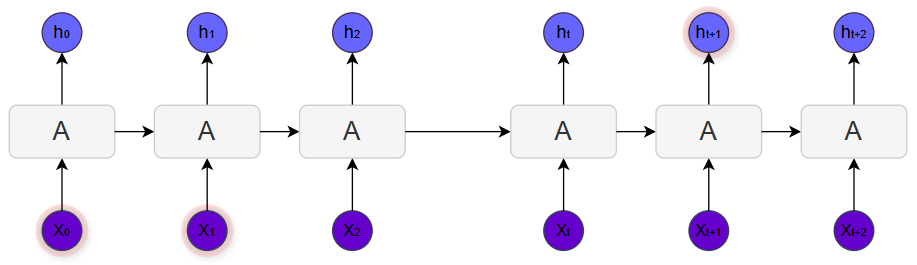 h0 h1 h2 ht ht+1 ht+2
A A A A A A
X0 X1 X2 Xt Xt+1 Xt+2